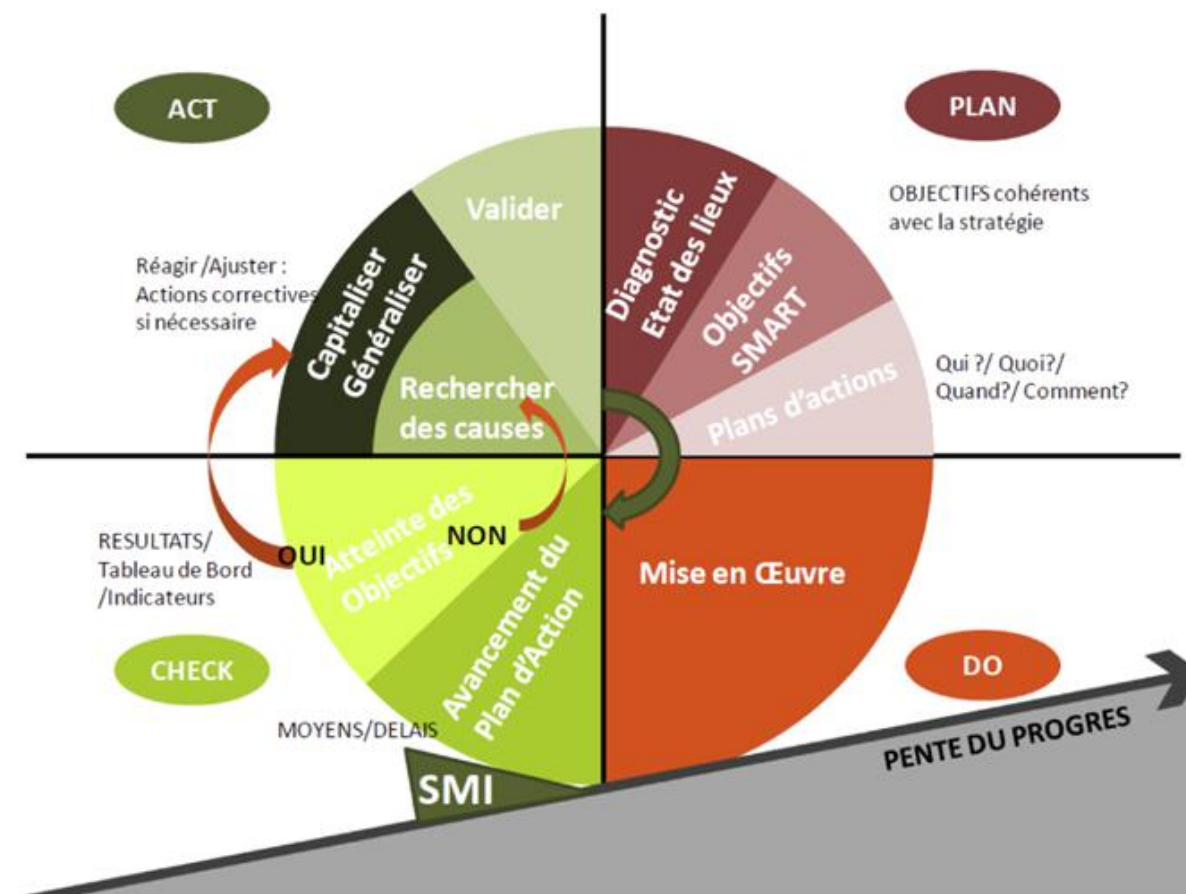 ACT
PLAN
Valider
Diagnostic
Etat des lieux
OBJECTIFS cohérents
avec la stratégie
Réagir /Ajuster :
Actions correctives
si nécessaire
Capitaliser
Généraliser
Objectifs
SMART
Rechercher
des causes
Plans d'actions
Qui ?/ Quoi?/
Quand?/ Comment?
RESULTATS/
Tableau de Bord
/Indicateurs
OUI
Atteinte des
Objectifs
NON
Avancement du
Plan d'Action
Mise en Œuvre
CHECK
DO
MOYENS/DELAIS
SMI
PENTE DU PROGRES